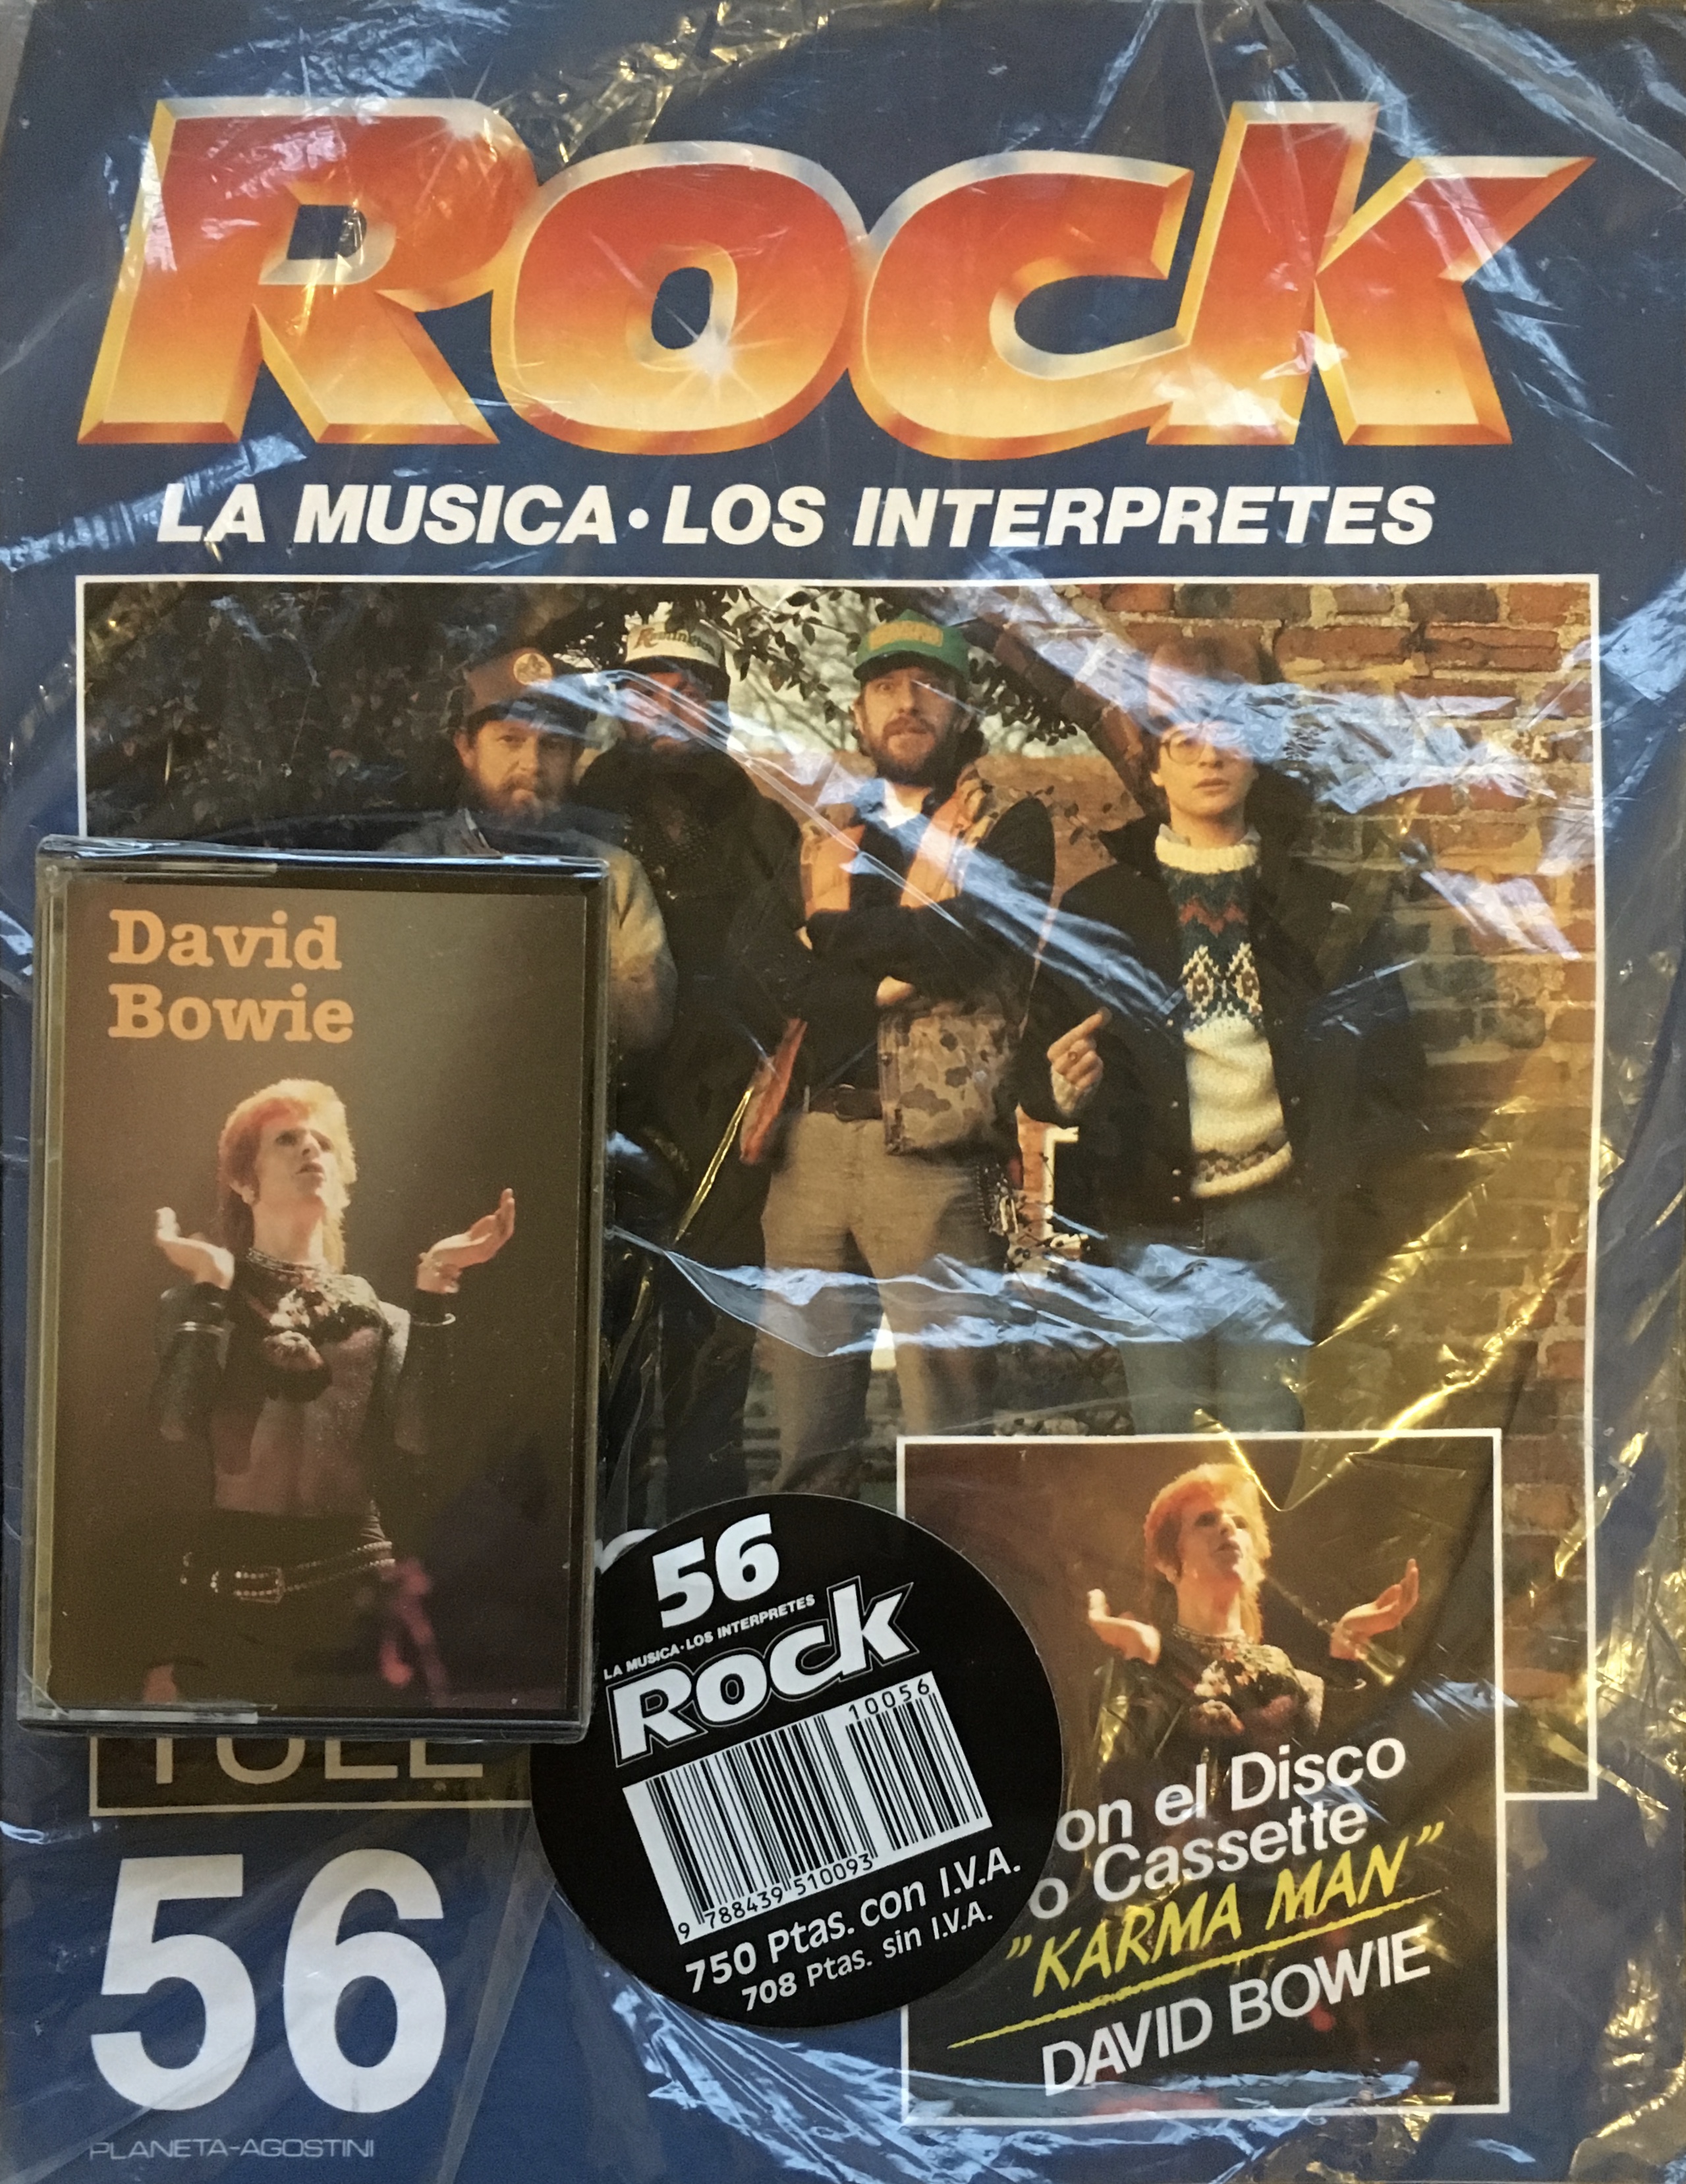 Rock
LA MUSICA · LOS INTERPRETES
David
Bowie
TULL
56
PLANETA-AGOSTINI
56
LA MUSICA · LOS INTERPRETES
Rock
10056
9 788439 510093
750 Ptas. con I.V.A.
708 Ptas. sin I.V.A.
on el Disco
o Cassette
"KARMA MAN"
DAVID BOWIE